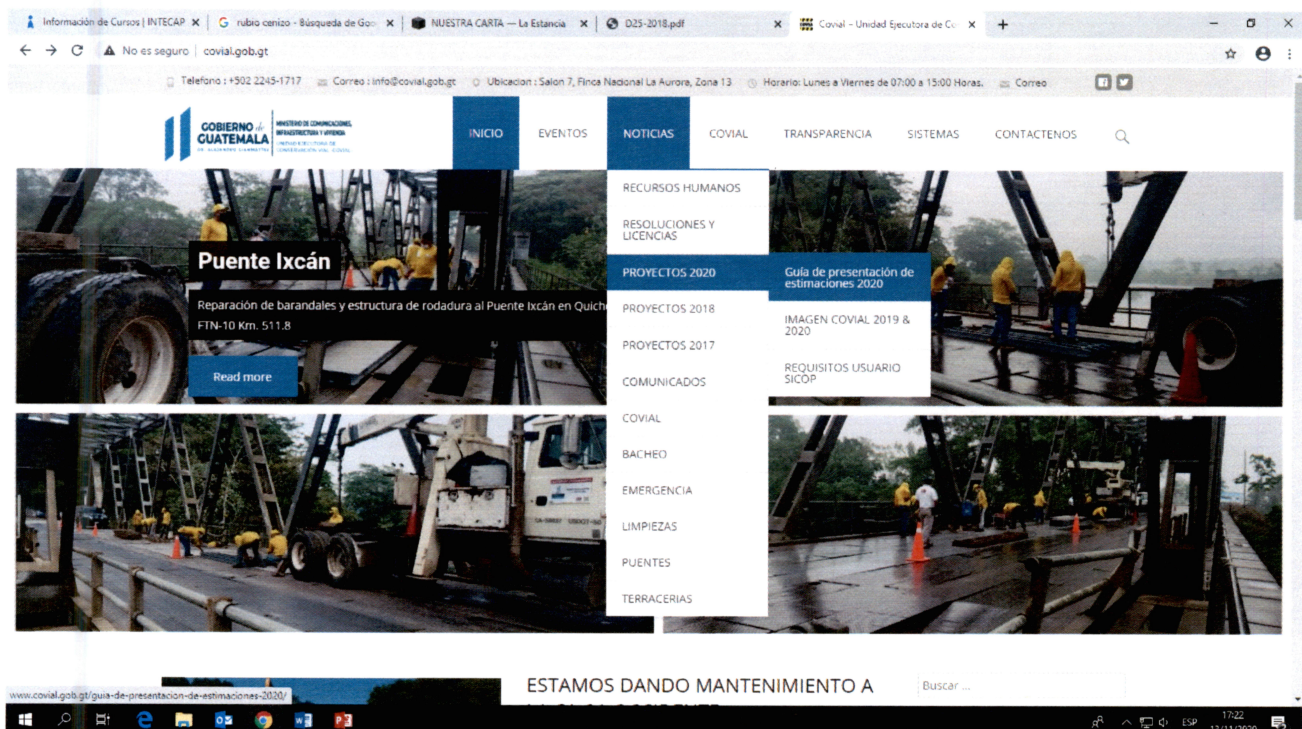 Información de Cursos | INTECAP
rubio cenizo - Búsqueda de Goo
NUESTRA CARTA — La Estancia
D25-2018.pdf
Covial – Unidad Ejecutora de Co
No es seguro | covial.gob.gt
Telefono : +502 2245-1717
Correo : info@covial.gob.gt
Ubicacion : Salon 7, Finca Nacional La Aurora, Zona 13
Horario: Lunes a Viernes de 07:00 a 15:00 Horas.
Correo
GOBIERNO de
GUATEMALA
MINISTERIO DE COMUNICACIONES,
INFRAESTRUCTURA Y VIVIENDA
INICIO
EVENTOS
NOTICIAS
COVIAL
TRANSPARENCIA
SISTEMAS
CONTACTENOS
RECURSOS HUMANOS
RESOLUCIONES Y
LICENCIAS
PROYECTOS 2020
PROYECTOS 2018
PROYECTOS 2017
COMUNICADOS
COVIAL
BACHEO
EMERGENCIA
LIMPIEZAS
PUENTES
TERRACERIAS
Guía de presentación de
estimaciones 2020
IMAGEN COVIAL 2019 &
2020
REQUISITOS USUARIO
SICOP
Puente Ixcán
Reparación de barandales y estructura de rodadura al Puente Ixcán en Quich
FTN-10 Km. 511.8
Read more
ESTAMOS DANDO MANTENIMIENTO A
Buscar ...
www.covial.gob.gt/guia-de-presentacion-de-estimaciones-2020/
ESP
17:22